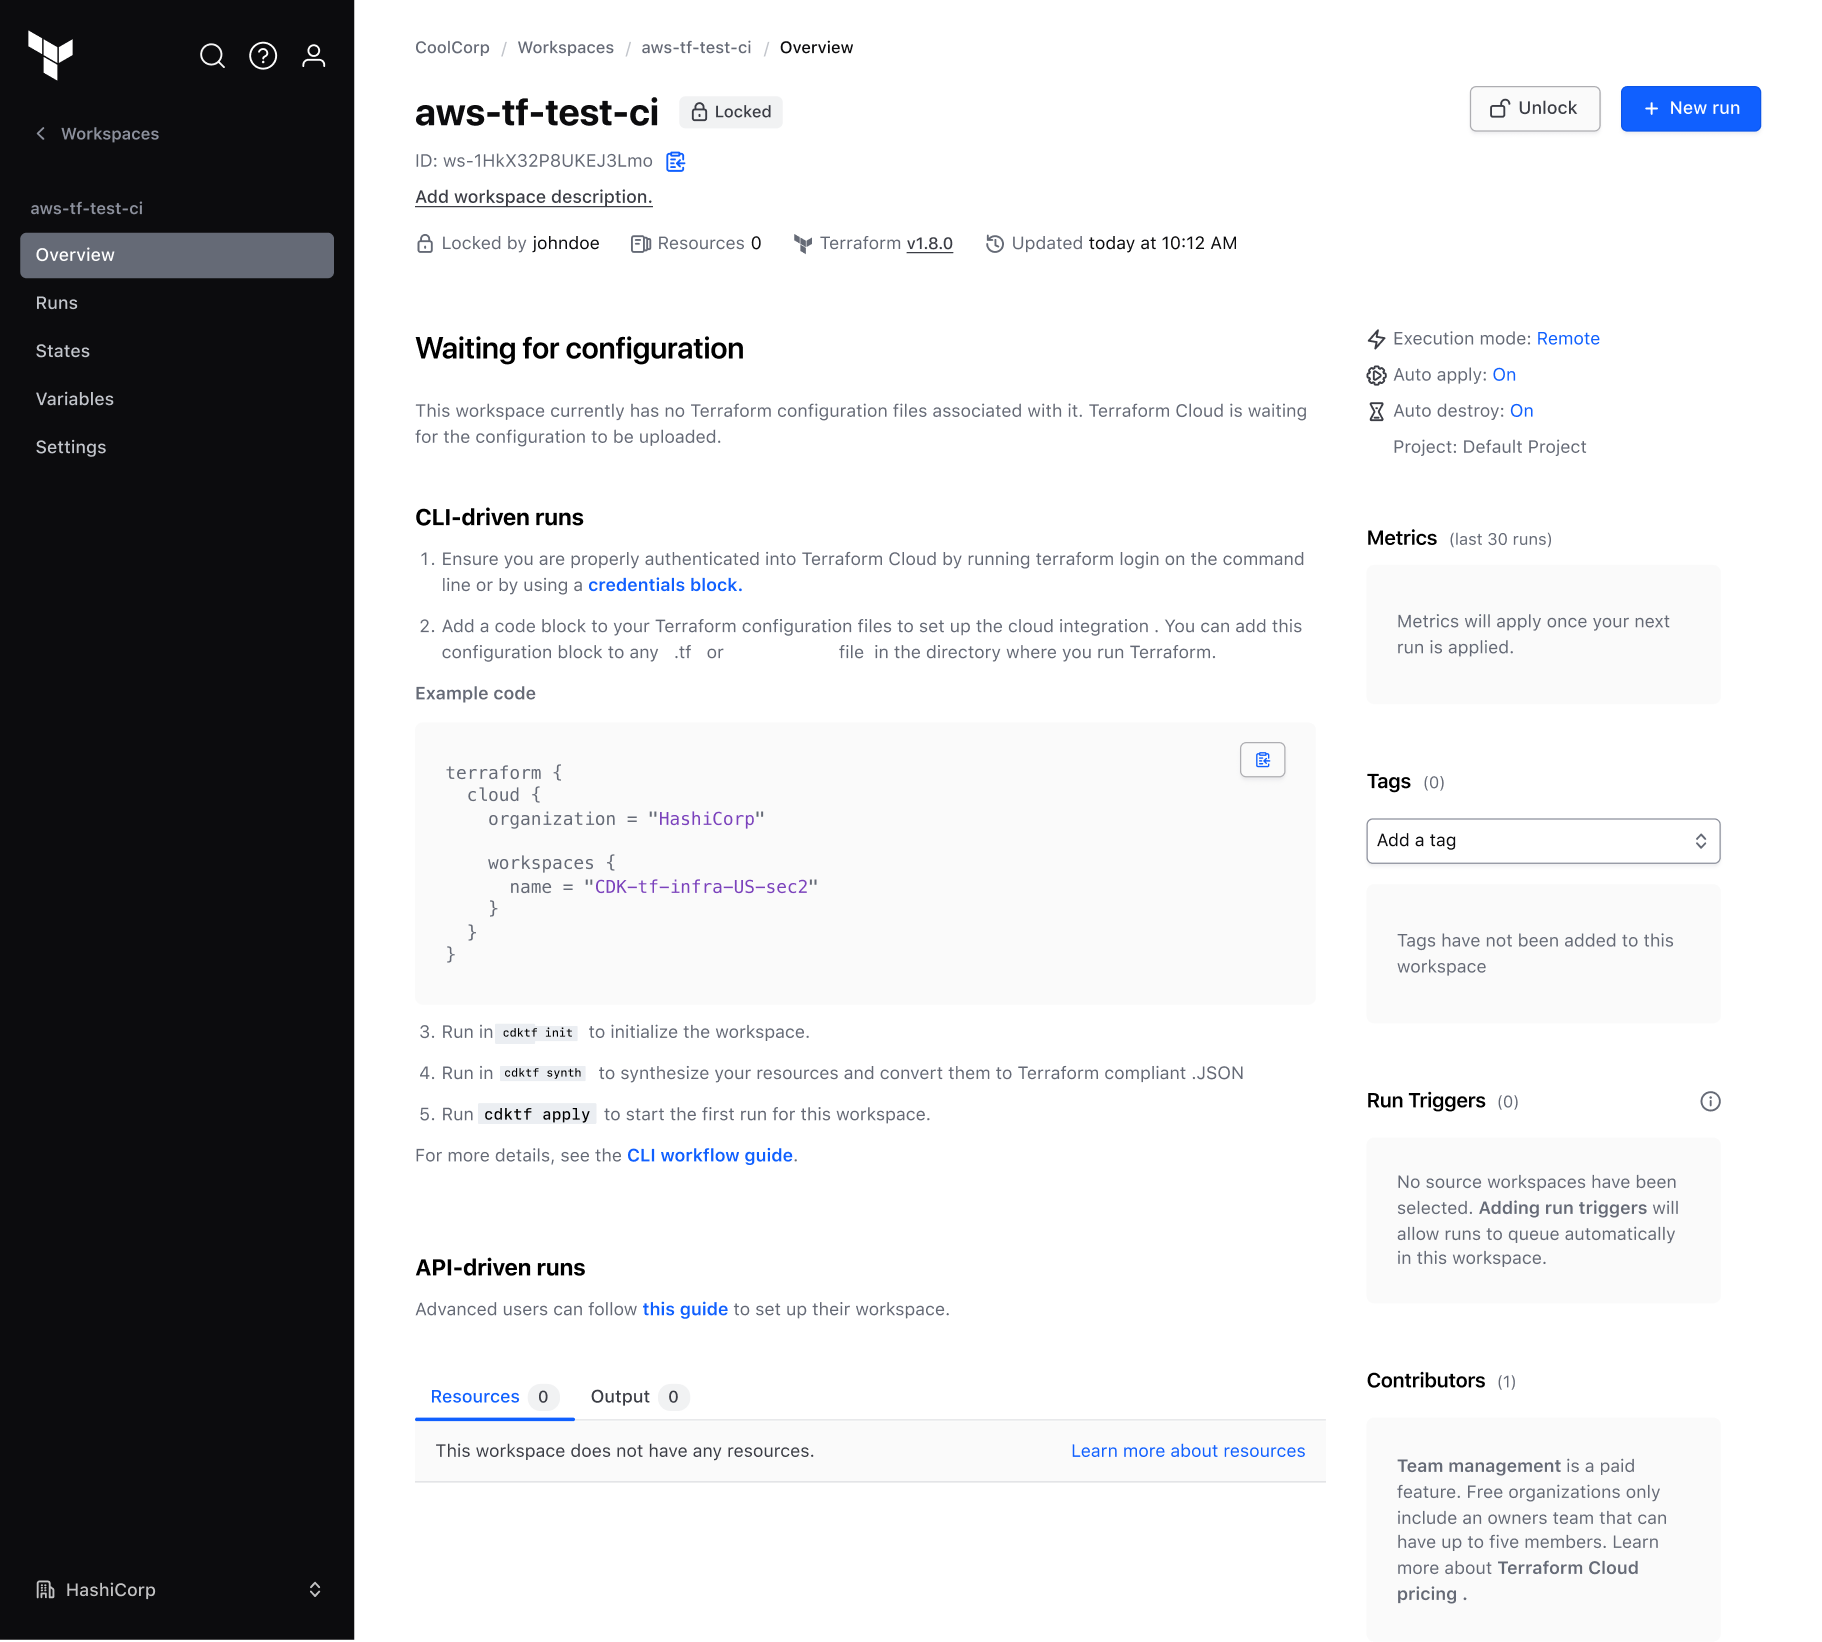 Workspaces
aws-tf-test-ci
Overview
Runs
States
Variables
Settings
HashiCorp
CoolCorp / Workspaces / aws-tf-test-ci / Overview
aws-tf-test-ci Locked
Unlock
+ New run
ID: ws-1HkX32P8UKEJ3Lmo
Add workspace description.
Locked by johndoe Resources 0 Terraform v1.8.0 Updated today at 10:12 AM
Waiting for configuration
This workspace currently has no Terraform configuration files associated with it. Terraform Cloud is waiting
for the configuration to be uploaded.
CLI-driven runs
1. Ensure you are properly authenticated into Terraform Cloud by running terraform login on the command
line or by using a credentials block.
2. Add a code block to your Terraform configuration files to set up the cloud integration . You can add this
configuration block to any .tf or file in the directory where you run Terraform.
Example code
terraform {
cloud {
organization = "HashiCorp"
workspaces {
name = "CDK-tf-infra-US-sec2"
}
}
}
3. Run in cdktf init to initialize the workspace.
4. Run in cdktf synth to synthesize your resources and convert them to Terraform compliant .JSON
5. Run cdktf apply to start the first run for this workspace.
For more details, see the CLI workflow guide.
API-driven runs
Advanced users can follow this guide to set up their workspace.
Resources 0 Output 0
This workspace does not have any resources. Learn more about resources
Execution mode: Remote
Auto apply: On
Auto destroy: On
Project: Default Project
Metrics (last 30 runs)
Metrics will apply once your next
run is applied.
Tags (0)
Add a tag
Tags have not been added to this
workspace
Run Triggers (0)
No source workspaces have been
selected. Adding run triggers will
allow runs to queue automatically
in this workspace.
Contributors (1)
Team management is a paid
feature. Free organizations only
include an owners team that can
have up to five members. Learn
more about Terraform Cloud
pricing .